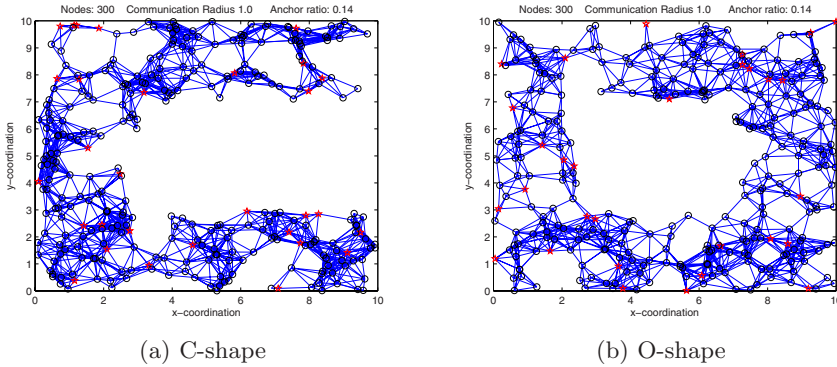 Nodes: 300 Communication Radius 1.0 Anchor ratio: 0.14
10
9
8
7
6
5
4
3
2
1
0
y-coordination
0 2 4 6 8 10
x-coordination
(a) C-shape
Nodes: 300 Communication Radius 1.0 Anchor ratio: 0.14
10
9
8
7
6
5
4
3
2
1
0
y-coordination
0 2 4 6 8 10
x-coordination
(b) O-shape